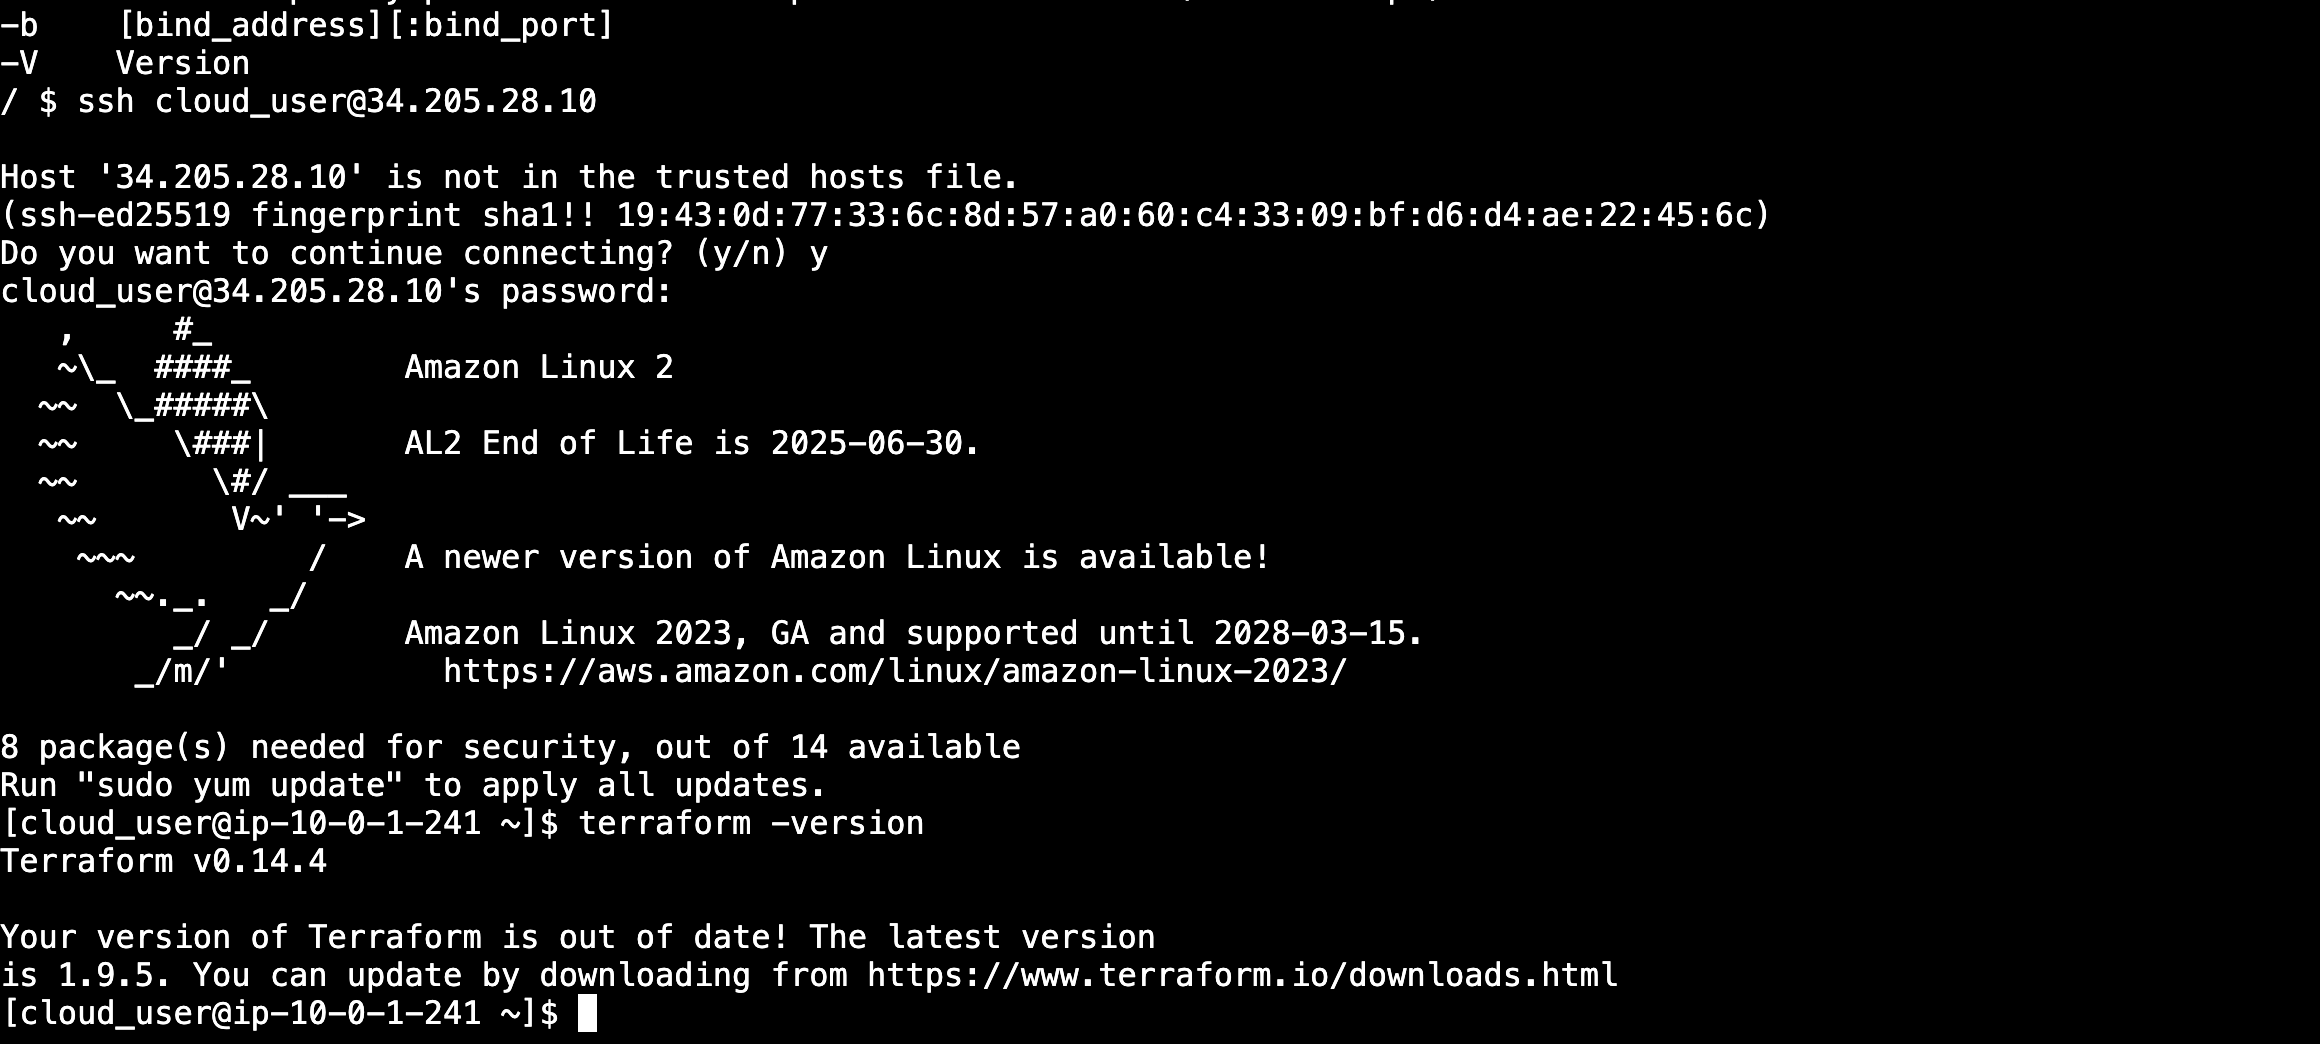 -b    [bind_address][:bind_port]
-V    Version
/ $ ssh cloud_user@34.205.28.10

Host '34.205.28.10' is not in the trusted hosts file.
(ssh-ed25519 fingerprint sha1!! 19:43:0d:77:33:6c:8d:57:a0:60:c4:33:09:bf:d6:d4:ae:22:45:6c)
Do you want to continue connecting? (y/n) y
cloud_user@34.205.28.10's password:
   ,     #_
   ~\_  ####_        Amazon Linux 2
  ~~  \_#####\
  ~~     \###|       AL2 End of Life is 2025-06-30.
  ~~       \#/ ___
   ~~       V~' '->
    ~~~         /    A newer version of Amazon Linux is available!
      ~~._.   _/
         _/ _/       Amazon Linux 2023, GA and supported until 2028-03-15.
       _/m/'           https://aws.amazon.com/linux/amazon-linux-2023/

8 package(s) needed for security, out of 14 available
Run "sudo yum update" to apply all updates.
[cloud_user@ip-10-0-1-241 ~]$ terraform -version
Terraform v0.14.4

Your version of Terraform is out of date! The latest version
is 1.9.5. You can update by downloading from https://www.terraform.io/downloads.html
[cloud_user@ip-10-0-1-241 ~]$